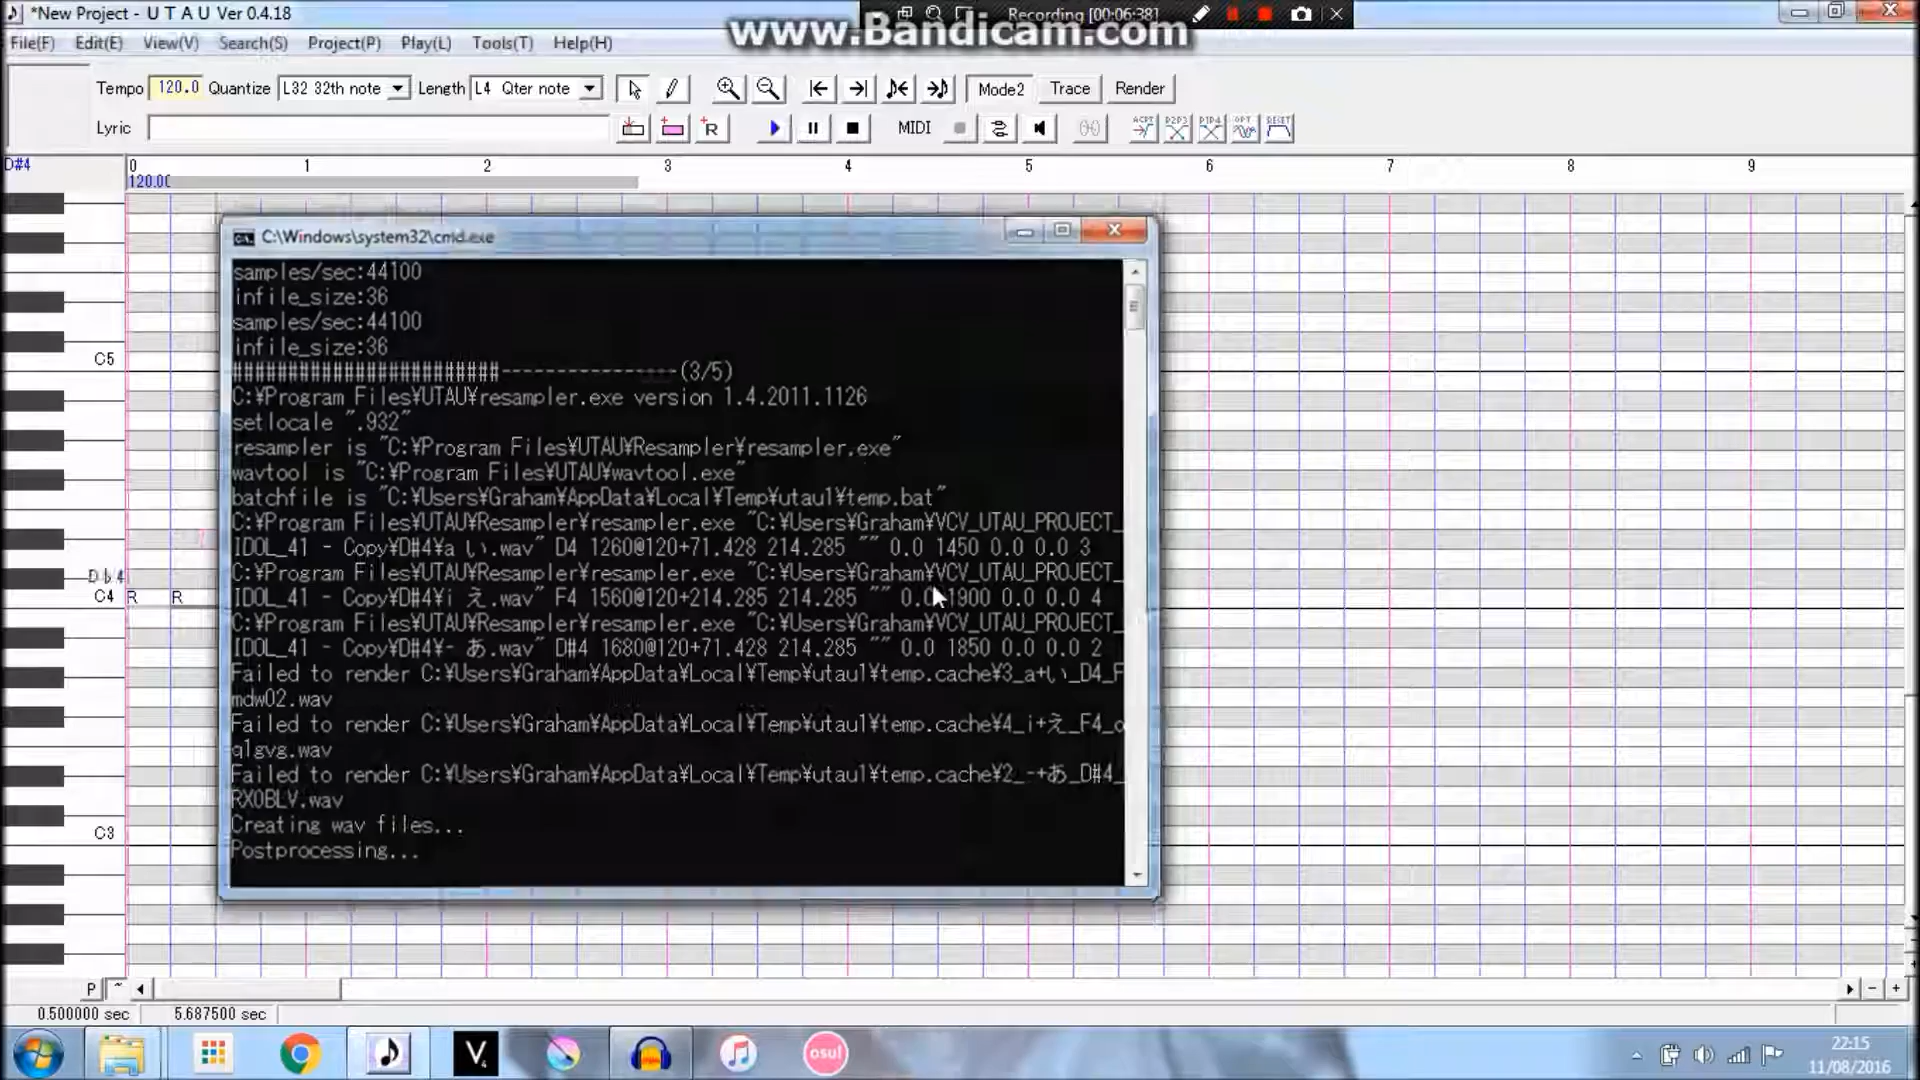 *New Project - U T A U Ver 0.4.18
Recording [00:06:38]
www.Bandicam.com
File(F) Edit(E) View(V) Search(S) Project(P) Play(L) Tools(T) Help(H)
Tempo 120.0 Quantize L32 32th note Length L4 Qter note Mode2 Trace Render
Lyric R MIDI ACPT P2P3 P1P4 OPT RESET
D#4 0 1 2 3 4 5 6 7 8 9
120.00
C:\Windows\system32\cmd.exe
samples/sec:44100
infile_size:36
samples/sec:44100
infile_size:36
########################----------------(3/5)
C:¥Program Files¥UTAU¥resampler.exe version 1.4.2011.1126
setlocale ".932"
resampler is "C:¥Program Files¥UTAU¥Resampler¥resampler.exe"
wavtool is "C:¥Program Files¥UTAU¥wavtool.exe"
batchfile is "C:¥Users¥Graham¥AppData¥Local¥Temp¥utau1¥temp.bat"
C:¥Program Files¥UTAU¥Resampler¥resampler.exe "C:¥Users¥Graham¥VCV_UTAU_PROJECT_
IDOL_41 - Copy¥D#4¥a い.wav" D4 1260@120+71.428 214.285 "" 0.0 1450 0.0 0.0 3
C:¥Program Files¥UTAU¥Resampler¥resampler.exe "C:¥Users¥Graham¥VCV_UTAU_PROJECT_
IDOL_41 - Copy¥D#4¥i え.wav" F4 1560@120+214.285 214.285 "" 0.0 1900 0.0 0.0 4
C:¥Program Files¥UTAU¥Resampler¥resampler.exe "C:¥Users¥Graham¥VCV_UTAU_PROJECT_
IDOL_41 - Copy¥D#4¥- あ.wav" D#4 1680@120+71.428 214.285 "" 0.0 1850 0.0 0.0 2
Failed to render C:¥Users¥Graham¥AppData¥Local¥Temp¥utau1¥temp.cache¥3_a+い_D4_F
mdw02.wav
Failed to render C:¥Users¥Graham¥AppData¥Local¥Temp¥utau1¥temp.cache¥4_i+え_F4_o
q1gvg.wav
Failed to render C:¥Users¥Graham¥AppData¥Local¥Temp¥utau1¥temp.cache¥2_-+あ_D#4_
RX0BLV.wav
Creating wav files...
Postprocessing...
C5
D♭4
C4 R R
C3
P ~
0.500000 sec 5.687500 sec
V4
osu!
22:15
11/08/2016